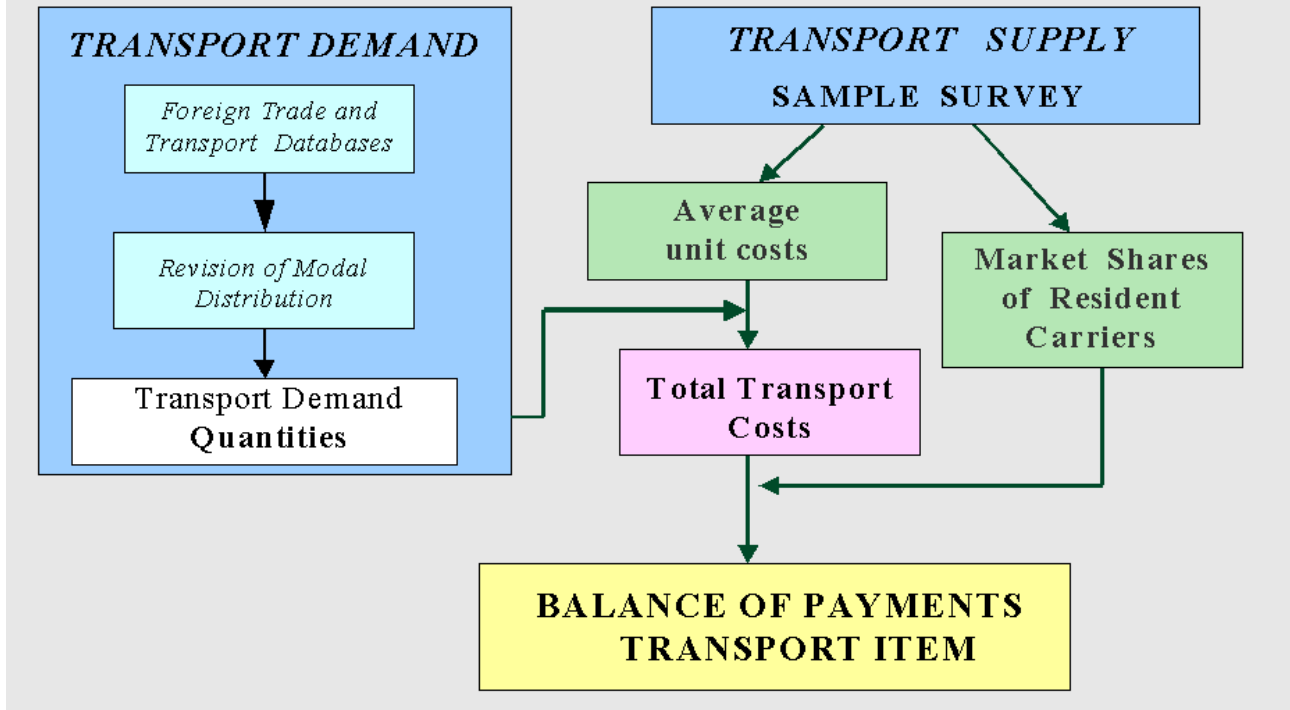 TRANSPORT DEMAND
Foreign Trade and
Transport Databases
Revision of Modal
Distribution
Transport Demand
Quantities
TRANSPORT SUPPLY
SAMPLE SURVEY
Average
unit costs
Market Shares
of Resident
Carriers
Total Transport
Costs
BALANCE OF PAYMENTS
TRANSPORT ITEM